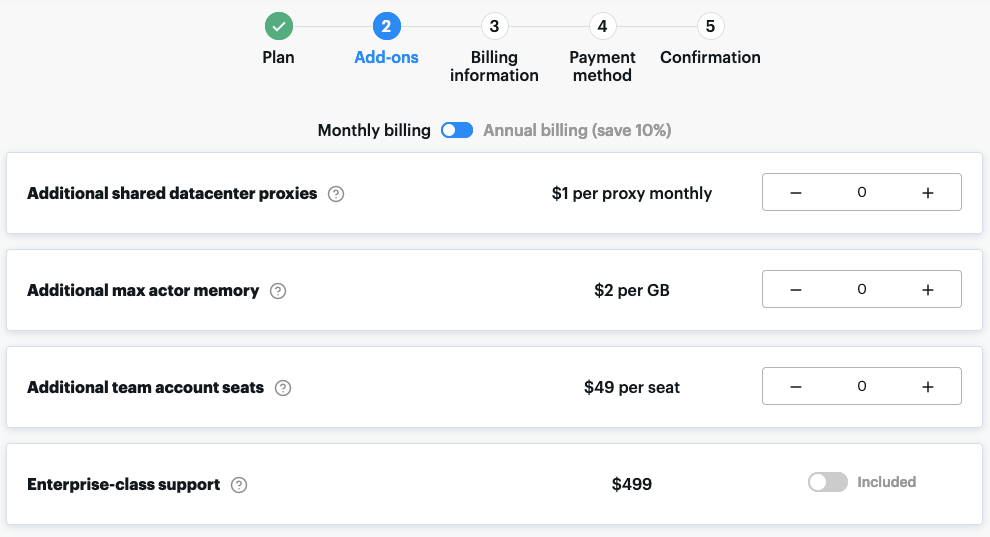 2 3 4 5
Plan Add-ons Billing information Payment method Confirmation
Monthly billing Annual billing (save 10%)
Additional shared datacenter proxies ? $1 per proxy monthly − 0 +
Additional max actor memory ? $2 per GB − 0 +
Additional team account seats ? $49 per seat − 0 +
Enterprise-class support ? $499 Included